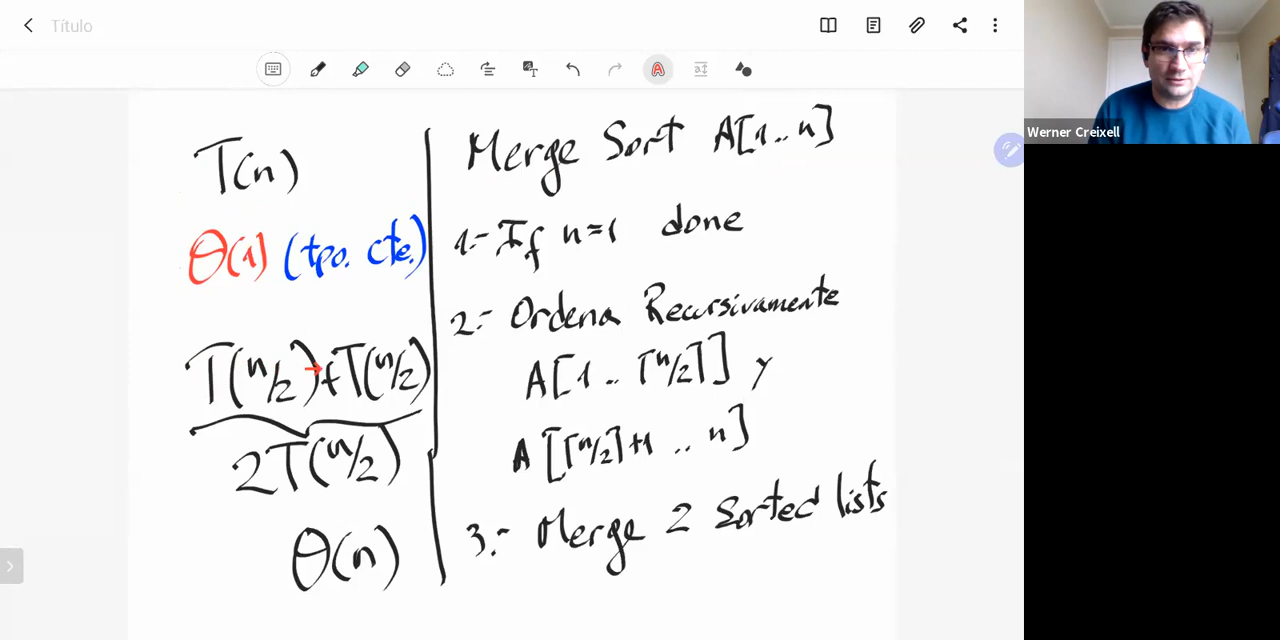 Título
Werner Creixell
T(n)
Θ(1) (tpo. cte.)
T(n/2) + T(n/2)
2T(n/2)
Θ(n)
Merge Sort A[1..n]
1.- If n=1 done
2.- Ordena Recursivamente
A[1..⌈n/2⌉] y
A[⌈n/2⌉+1 .. n]
3.- Merge 2 Sorted lists